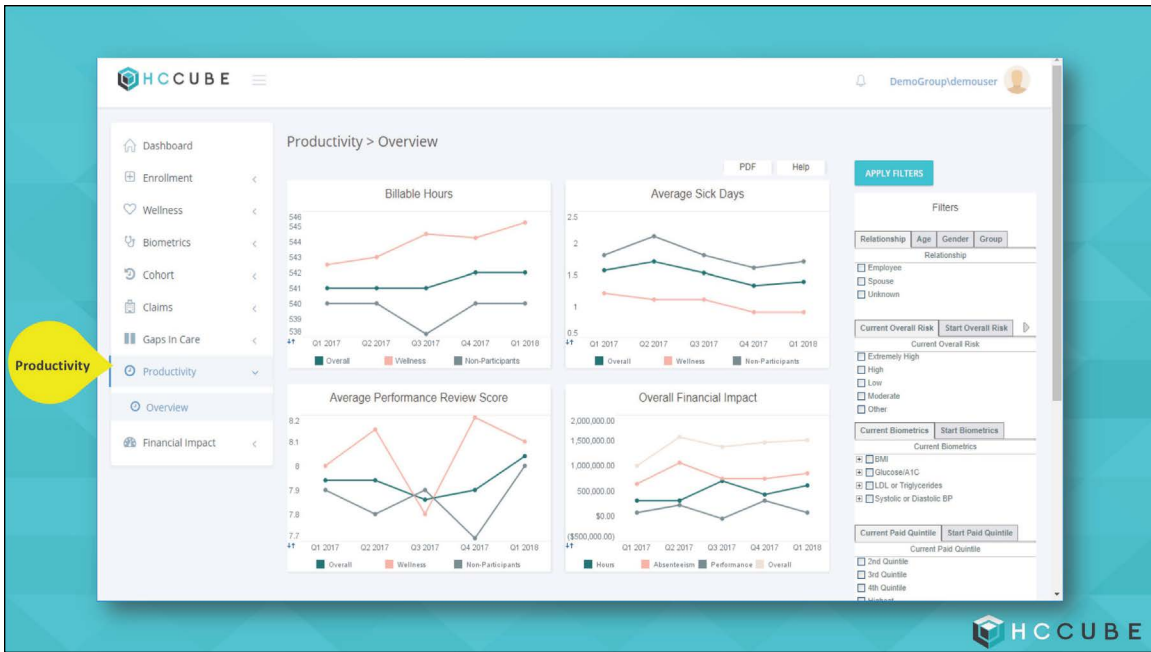 HCCUBE
DemoGroup\demouser
Productivity
Dashboard
Enrollment
Wellness
Biometrics
Cohort
Claims
Gaps In Care
Productivity
Overview
Financial Impact
Productivity > Overview
PDF Help
Billable Hours
546
545
544
543
542
541
540
539
538
Q1 2017 Q2 2017 Q3 2017 Q4 2017 Q1 2018
Overall Wellness Non-Participants
Average Sick Days
2.5
2
1.5
1
0.5
Q1 2017 Q2 2017 Q3 2017 Q4 2017 Q1 2018
Overall Wellness Non-Participants
Average Performance Review Score
8.2
8.1
8
7.9
7.8
7.7
Q1 2017 Q2 2017 Q3 2017 Q4 2017 Q1 2018
Overall Wellness Non-Participants
Overall Financial Impact
2,000,000.00
1,500,000.00
1,000,000.00
500,000.00
$0.00
($500,000.00)
Q1 2017 Q2 2017 Q3 2017 Q4 2017 Q1 2018
Hours Absenteeism Performance Overall
APPLY FILTERS
Filters
Relationship Age Gender Group
Relationship
Employee
Spouse
Unknown
Current Overall Risk Start Overall Risk
Current Overall Risk
Extremely High
High
Low
Moderate
Other
Current Biometrics Start Biometrics
Current Biometrics
BMI
Glucose/A1C
LDL or Triglycerides
Systolic or Diastolic BP
Current Paid Quintile Start Paid Quintile
Current Paid Quintile
2nd Quintile
3rd Quintile
4th Quintile
HCCUBE